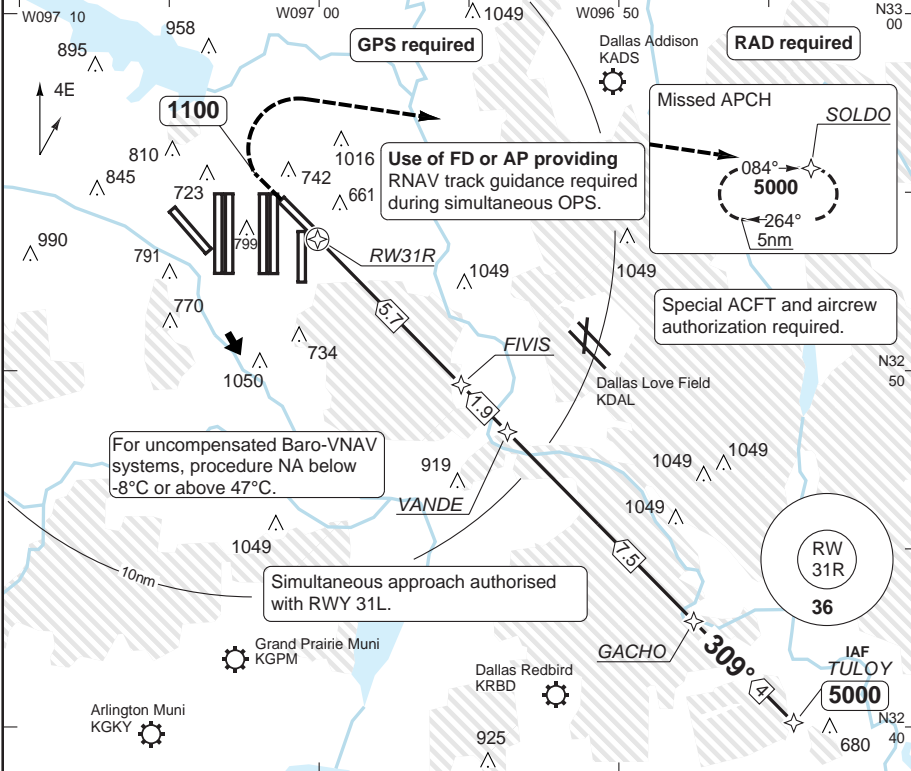 W097 10
W097 00
W096 50
N33
00
1049
958
895
GPS required
Dallas Addison
KADS
RAD required
4E
1100
Missed APCH
SOLDO
084°
5000
264°
5nm
810
845
723
742
1016
661
Use of FD or AP providing
RNAV track guidance required
during simultaneous OPS.
990
799
791
770
RW31R
1049
1049
5.7
Special ACFT and aircrew
authorization required.
734
1050
FIVIS
N32
50
Dallas Love Field
KDAL
1.9
For uncompensated Baro-VNAV
systems, procedure NA below
-8°C or above 47°C.
919
VANDE
1049
1049
1049
1049
10nm
7.5
RW
31R
36
Simultaneous approach authorised
with RWY 31L.
Grand Prairie Muni
KGPM
GACHO
309°
IAF
TULOY
5000
4
Dallas Redbird
KRBD
Arlington Muni
KGKY
925
680
N32
40